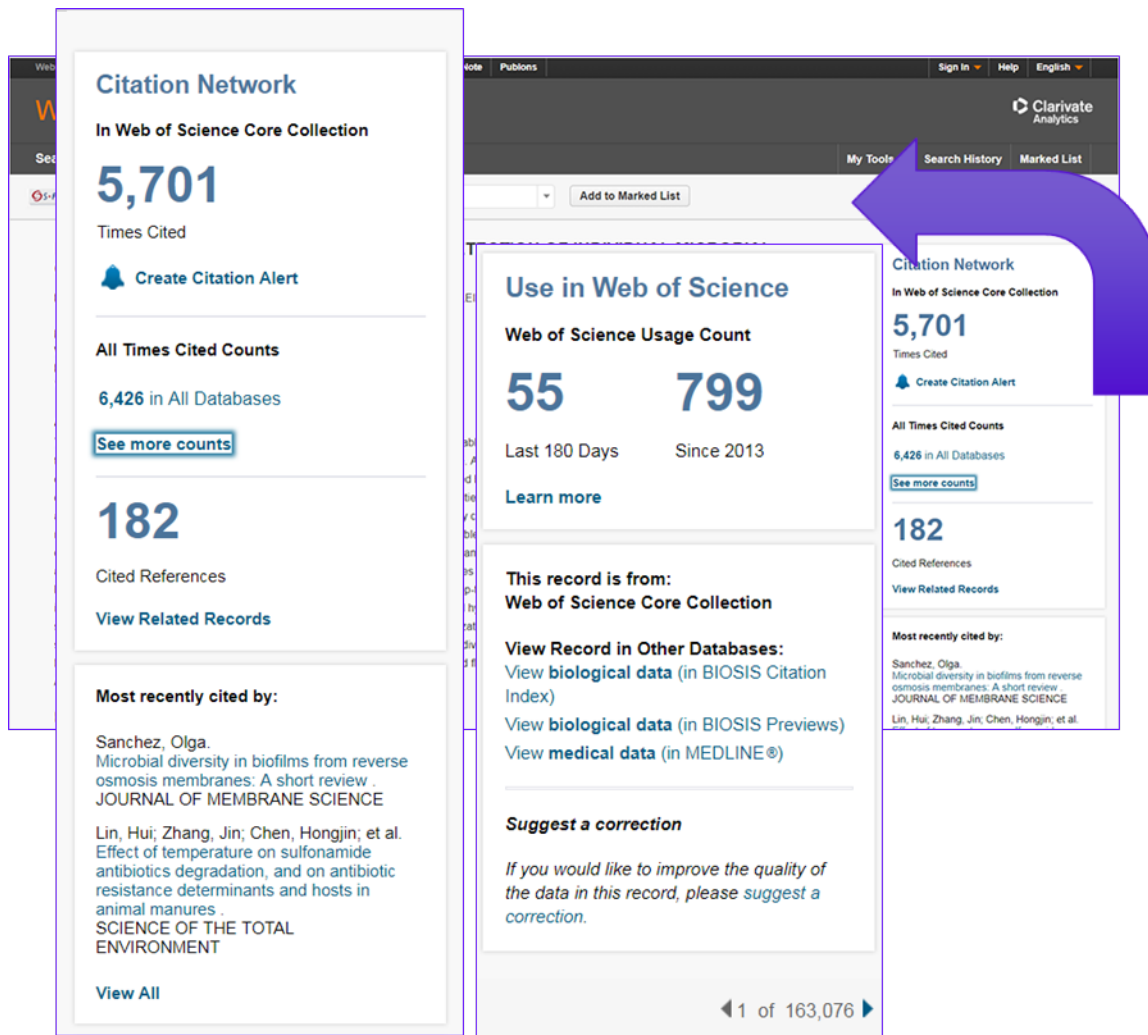 Citation Network
In Web of Science Core Collection
5,701
Times Cited
Create Citation Alert
All Times Cited Counts
6,426 in All Databases
See more counts
182
Cited References
View Related Records
Most recently cited by:
Sanchez, Olga.
Microbial diversity in biofilms from reverse
osmosis membranes: A short review .
JOURNAL OF MEMBRANE SCIENCE
Lin, Hui; Zhang, Jin; Chen, Hongjin; et al.
Effect of temperature on sulfonamide
antibiotics degradation, and on antibiotic
resistance determinants and hosts in
animal manures .
SCIENCE OF THE TOTAL
ENVIRONMENT
View All
Publons
Sign In Help English
Clarivate
Analytics
My Tools Search History Marked List
Add to Marked List
Use in Web of Science
Web of Science Usage Count
55 799
Last 180 Days Since 2013
Learn more
This record is from:
Web of Science Core Collection
View Record in Other Databases:
View biological data (in BIOSIS Citation
Index)
View biological data (in BIOSIS Previews)
View medical data (in MEDLINE®)
Suggest a correction
If you would like to improve the quality of
the data in this record, please suggest a
correction.
1 of 163,076
Citation Network
In Web of Science Core Collection
5,701
Times Cited
Create Citation Alert
All Times Cited Counts
6,426 in All Databases
See more counts
182
Cited References
View Related Records
Most recently cited by:
Sanchez, Olga.
Microbial diversity in biofilms from reverse
osmosis membranes: A short review .
JOURNAL OF MEMBRANE SCIENCE
Lin, Hui; Zhang, Jin; Chen, Hongjin; et al.